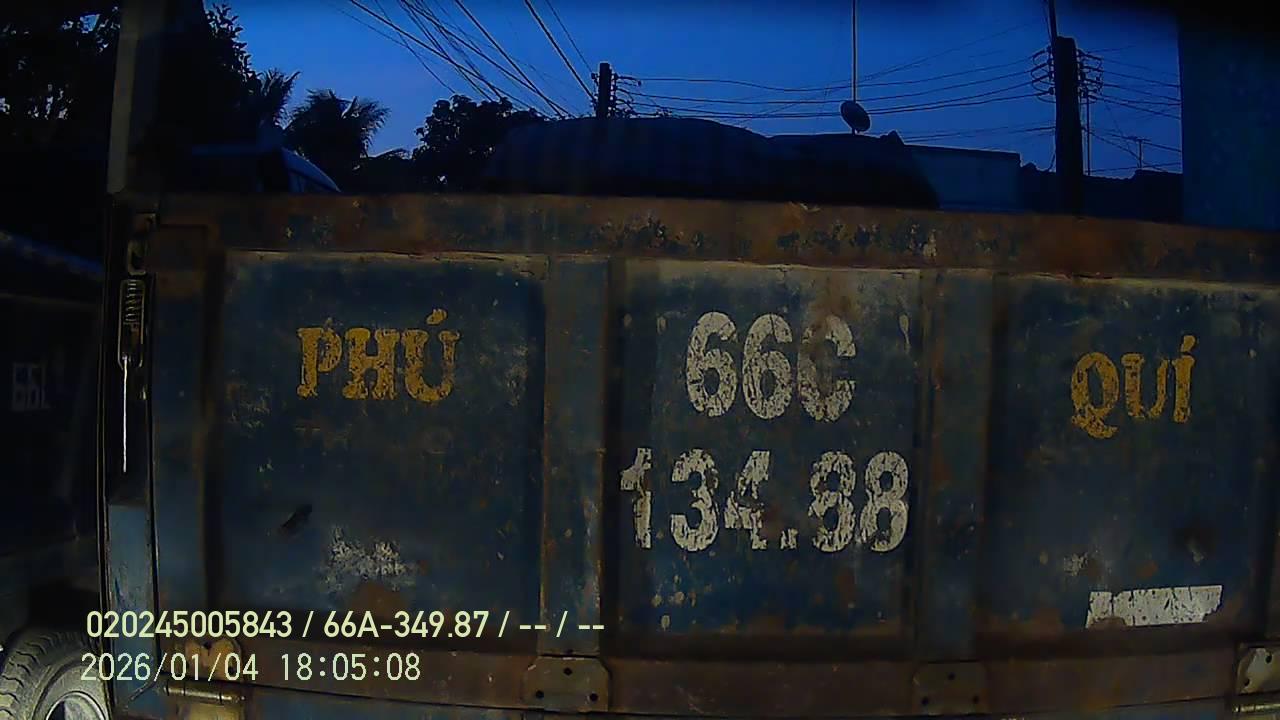 PHÚ
66C
134.88
QUÍ
020245005843 / 66A-349.87 / -- / --
2026/01/04 18:05:08